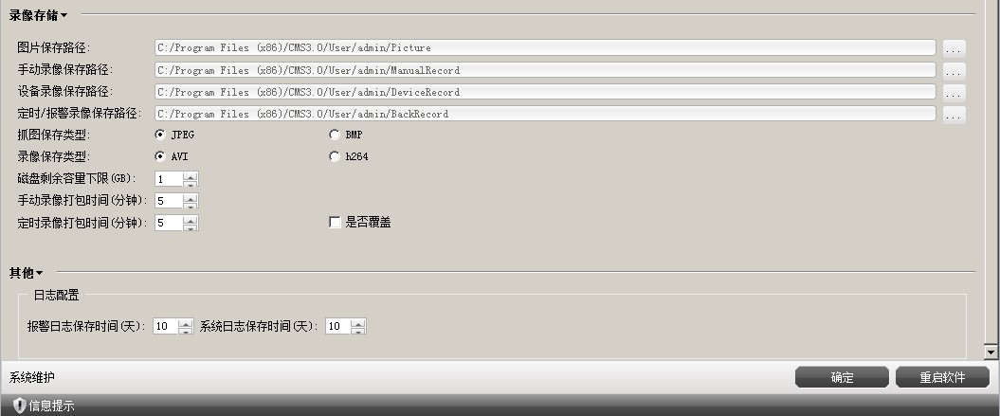 录像存储
图片保存路径: C:/Program Files (x86)/CMS3.0/User/admin/Picture ...
手动录像保存路径: C:/Program Files (x86)/CMS3.0/User/admin/ManualRecord ...
设备录像保存路径: C:/Program Files (x86)/CMS3.0/User/admin/DeviceRecord ...
定时/报警录像保存路径: C:/Program Files (x86)/CMS3.0/User/admin/BackRecord ...
抓图保存类型: JPEG BMP
录像保存类型: AVI h264
磁盘剩余容量下限(GB): 1
手动录像打包时间(分钟): 5
定时录像打包时间(分钟): 5 是否覆盖
其他
日志配置
报警日志保存时间(天): 10 系统日志保存时间(天): 10
系统维护 确定 重启软件
信息提示